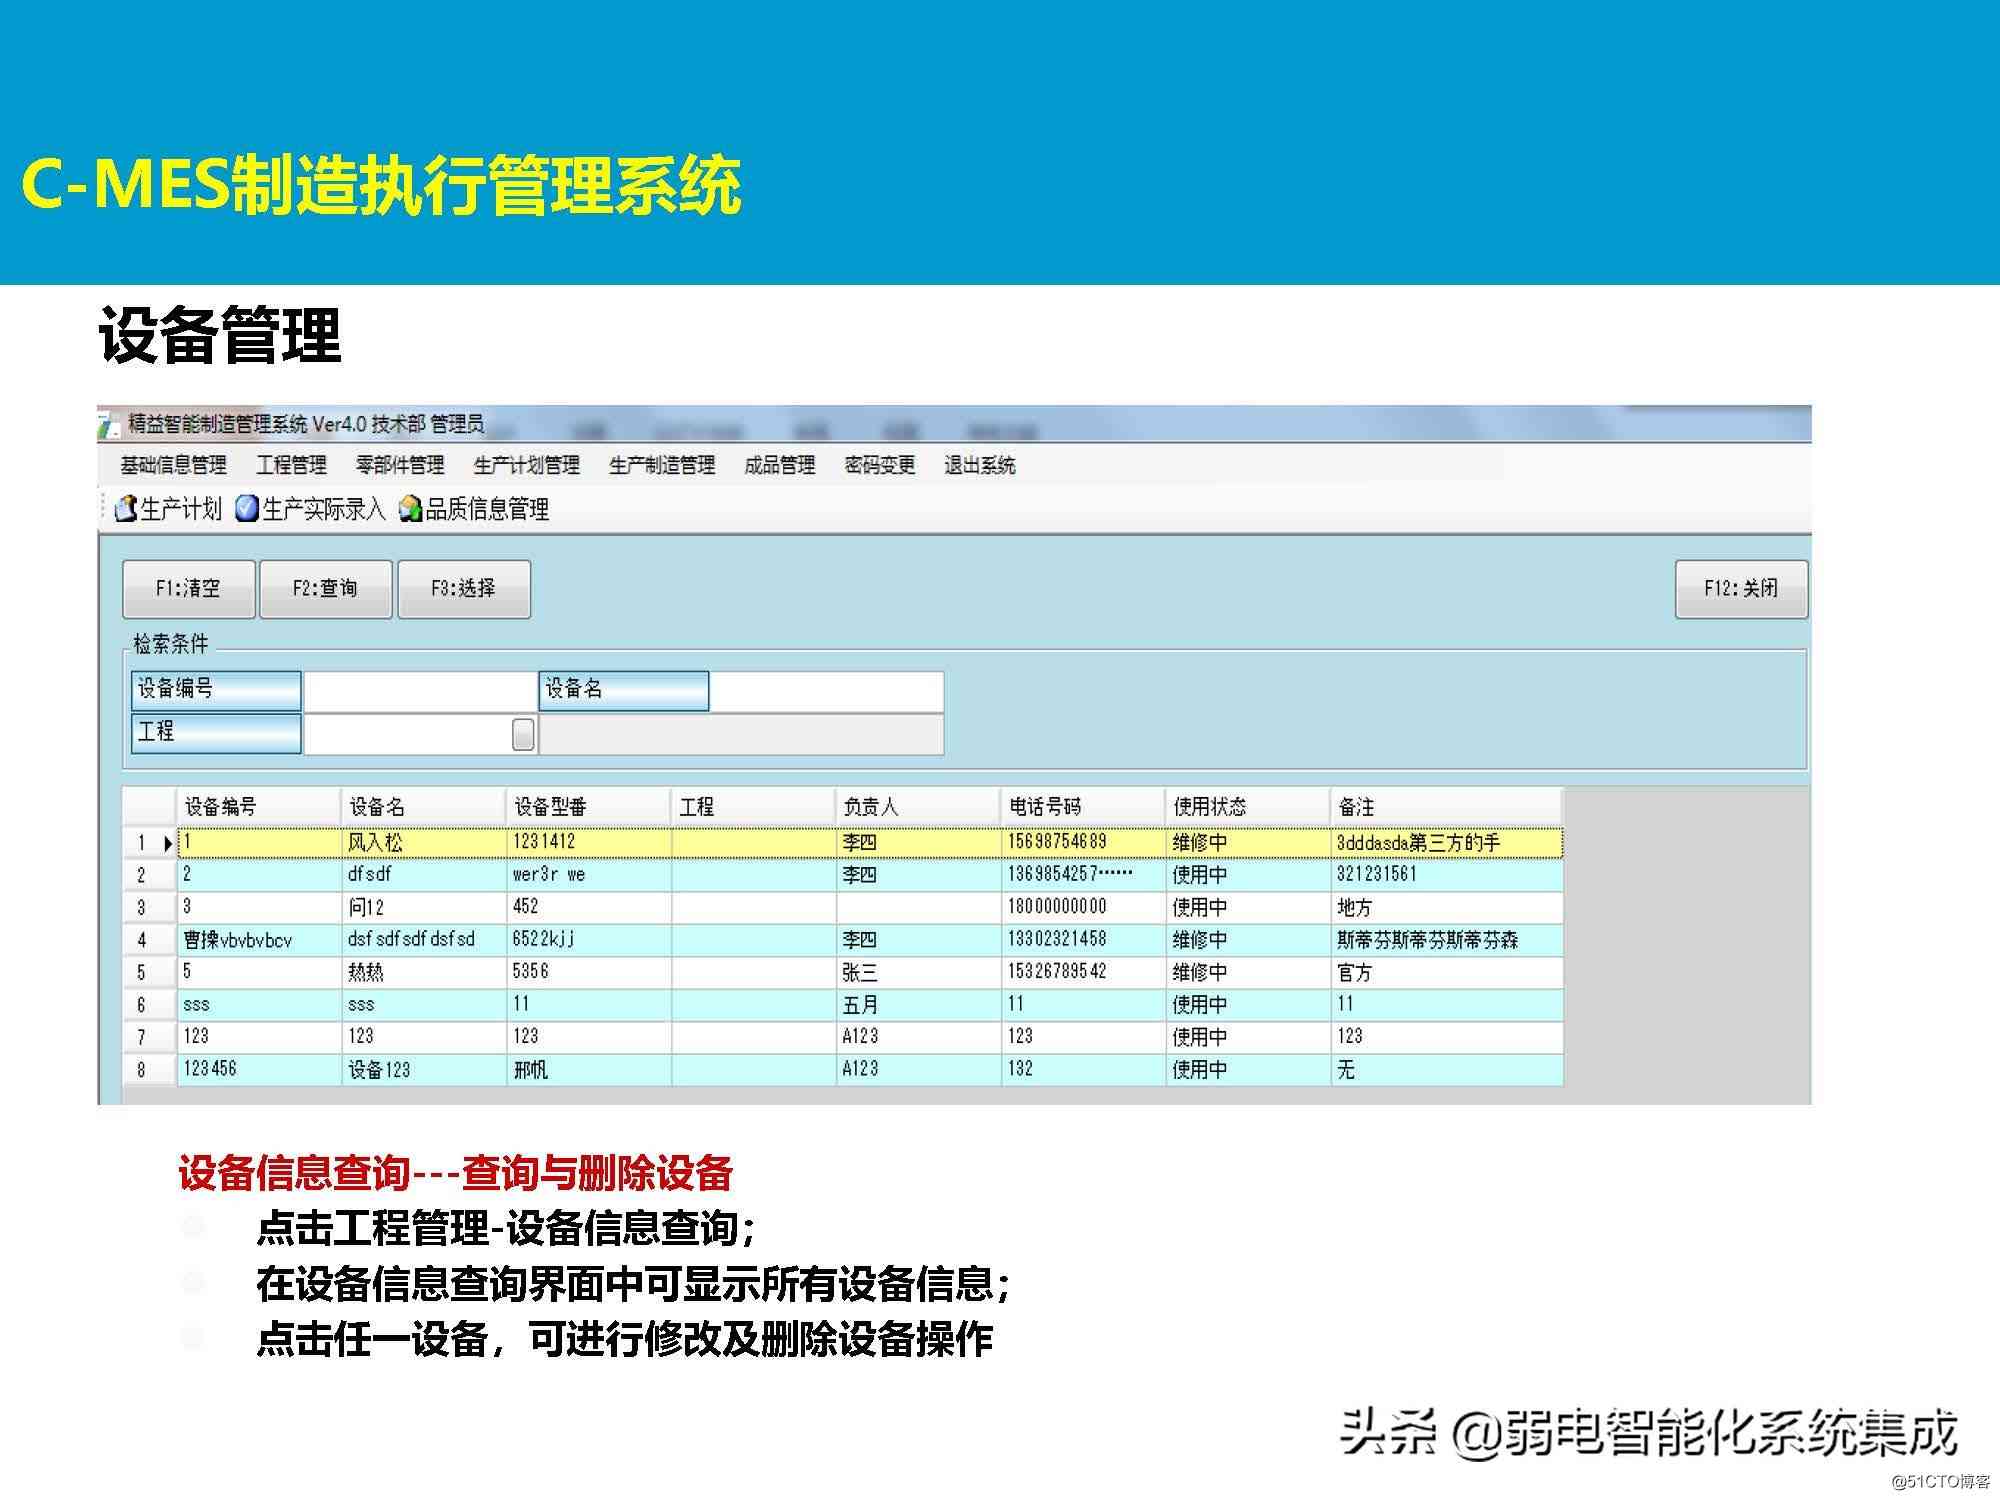 C-MES制造执行管理系统
设备管理
精益智能制造管理系统 Ver4.0 技术部 管理员
基础信息管理 工程管理 零部件管理 生产计划管理 生产制造管理 成品管理 密码变更 退出系统
生产计划 生产实际录入 品质信息管理
F1:清空 F2:查询 F3:选择 F12:关闭
检索条件
设备编号 设备名
工程
设备编号 设备名 设备型番 工程 负责人 电话号码 使用状态 备注
1 1 风入松 1231412 李四 15698754689 维修中 3dddasda第三方的手
2 2 dfsdf wer3r we 李四 1369854257⋯⋯ 使用中 321231561
3 3 问12 452 18000000000 使用中 地方
4 曹操vbvbvbcv dsfsdfsdfdsfsd 6522kjj 李四 13302321458 维修中 斯蒂芬斯蒂芬斯蒂芬森
5 5 热热 5356 张三 15326789542 维修中 官方
6 sss sss 11 五月 11 使用中 11
7 123 123 123 A123 123 使用中 123
8 123456 设备123 邢帆 A123 132 使用中 无
设备信息查询---查询与删除设备
点击工程管理-设备信息查询；
在设备信息查询界面中可显示所有设备信息；
点击任一设备，可进行修改及删除设备操作
头条 @弱电智能化系统集成
@51CTO博客